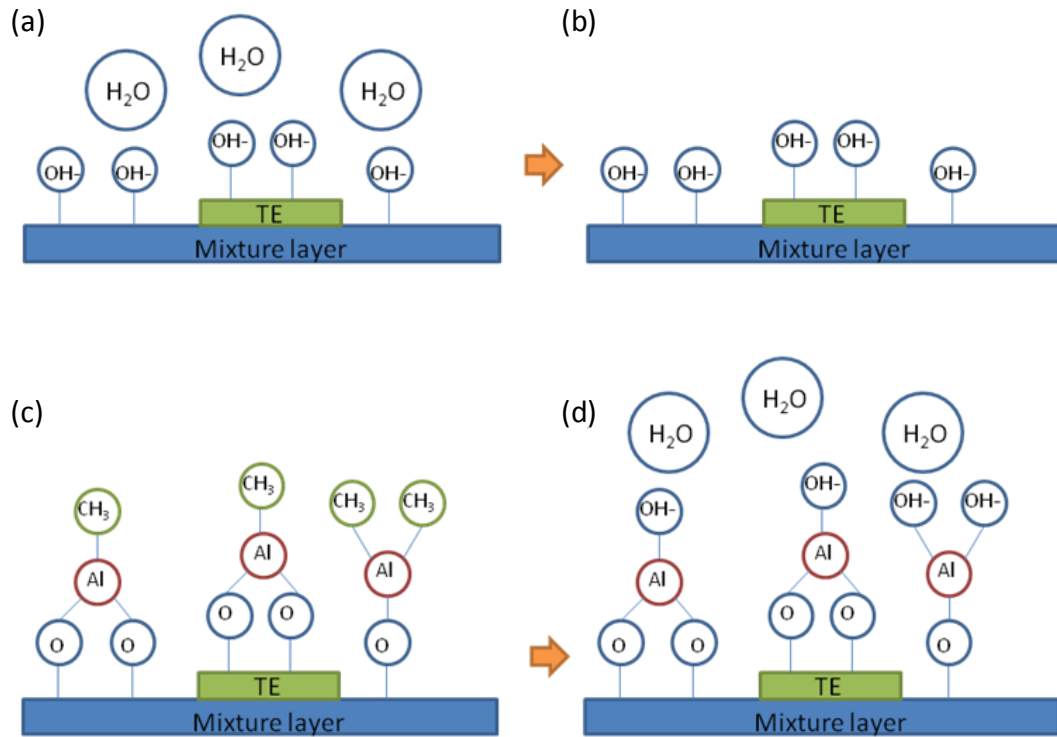 (a)
(b)
H₂O
H₂O
H₂O
OH-
OH-
OH-
OH-
OH-
TE
Mixture layer
OH-
OH-
OH-
OH-
OH-
TE
Mixture layer
(c)
(d)
CH₃
CH₃
CH₃
CH₃
Al
Al
Al
O
O
O
O
O
TE
Mixture layer
H₂O
H₂O
H₂O
OH-
OH-
OH-
OH-
Al
Al
Al
O
O
O
O
O
TE
Mixture layer